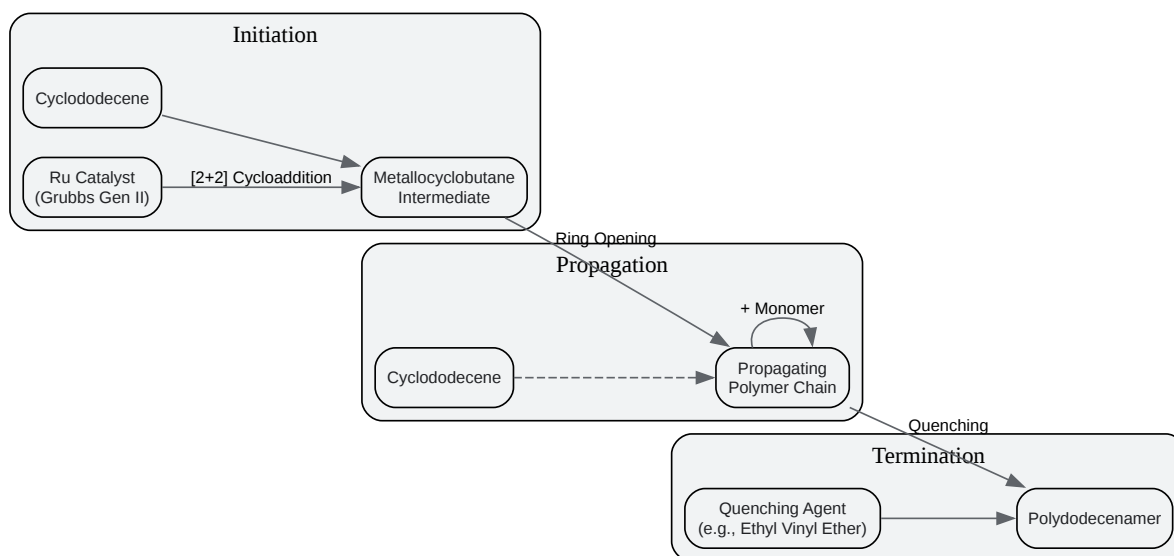 Initiation
Cyclododecene
Ru Catalyst
(Grubbs Gen II)
[2+2] Cycloaddition
Metallocyclobutane
Intermediate
Ring Opening
Propagation
+ Monomer
Cyclododecene
Propagating
Polymer Chain
Quenching
Termination
Quenching Agent
(e.g., Ethyl Vinyl Ether)
Polydodecenamer